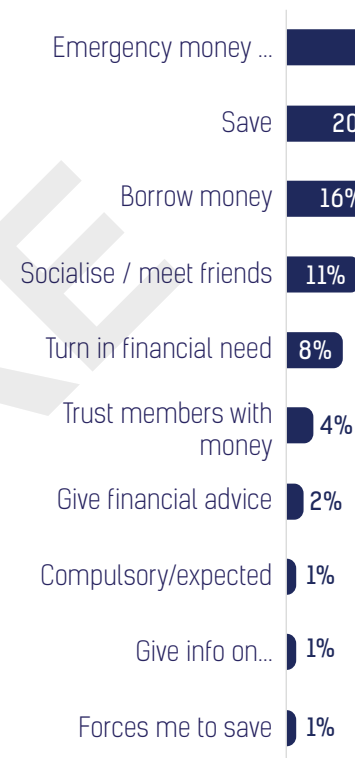 Emergency money ...
Save 20
Borrow money 16%
Socialise / meet friends 11%
Turn in financial need 8%
Trust members with
money 4%
Give financial advice 2%
Compulsory/expected 1%
Give info on... 1%
Forces me to save 1%